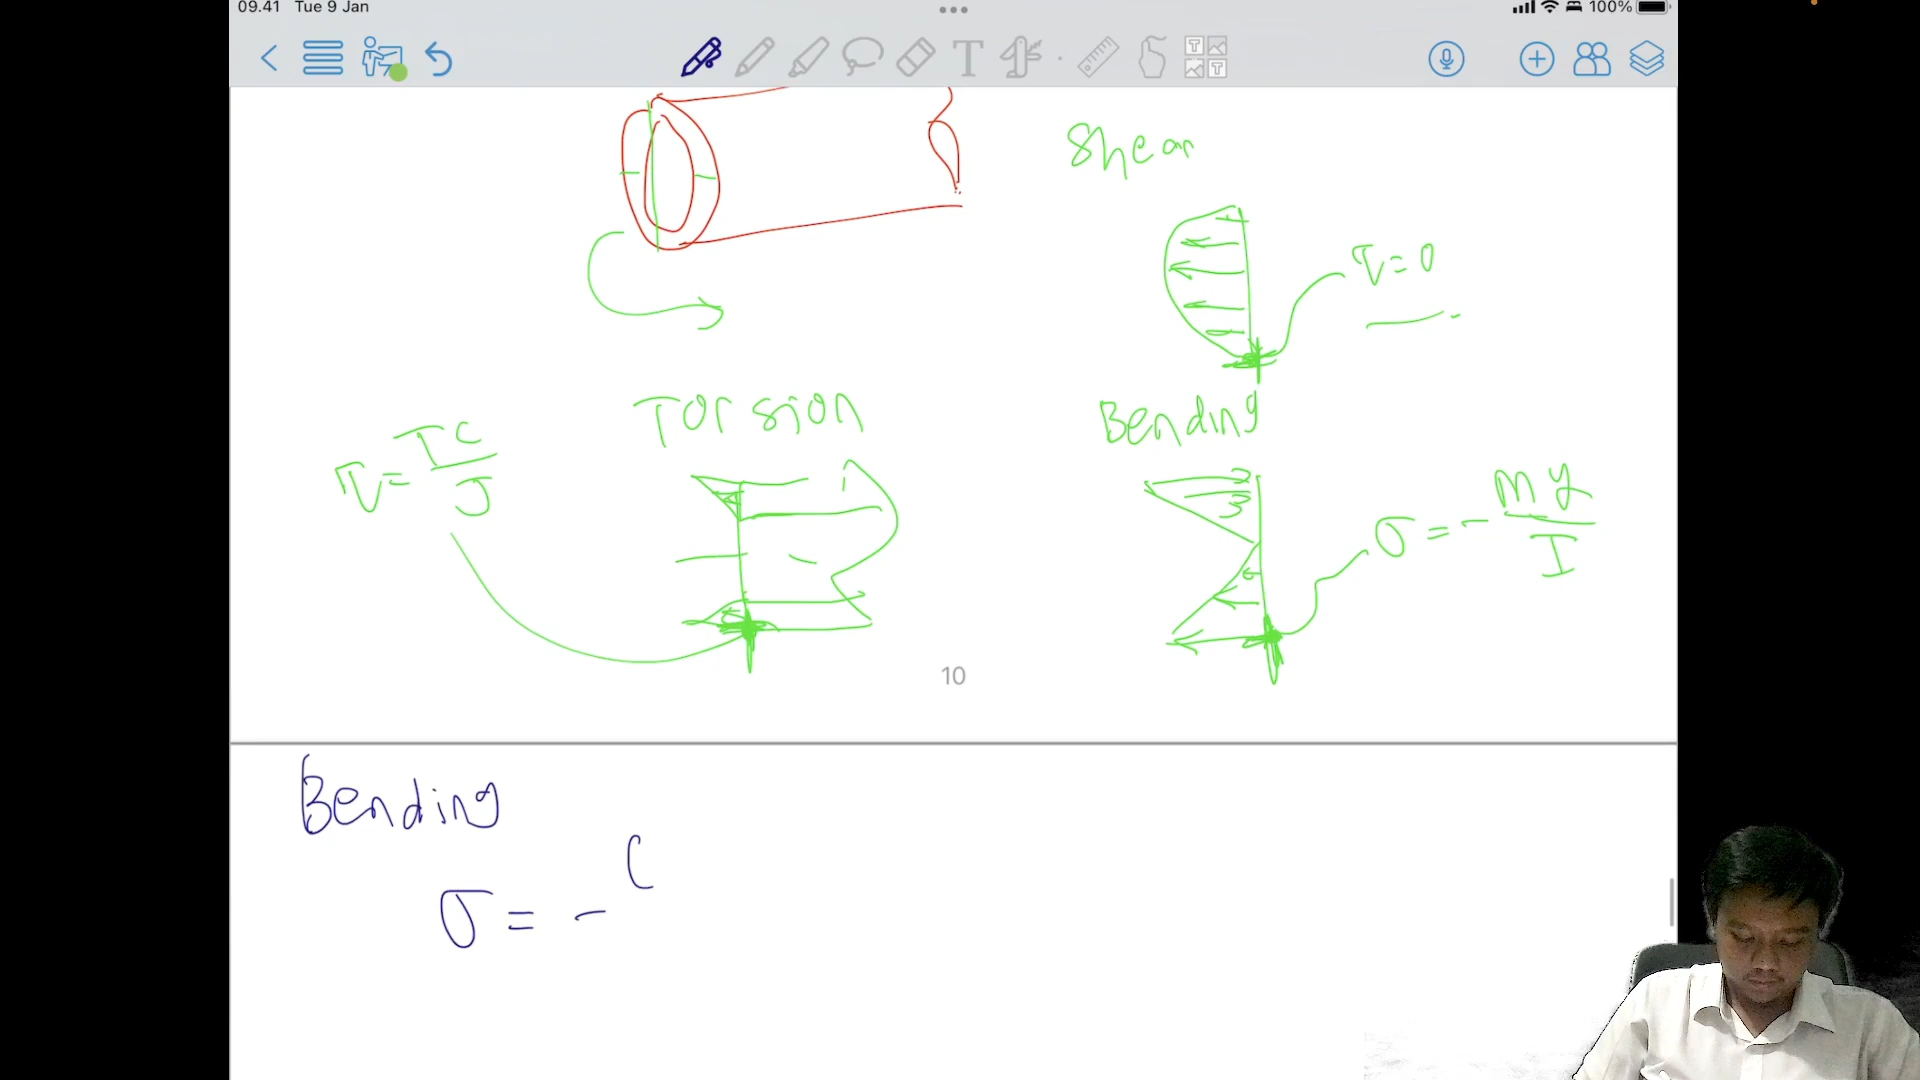 09.41 Tue 9 Jan
100%
T
Shear
τ=0
Torsion
Bending
τ= TC/J
σ = - My/I
10
Bending
σ = - (